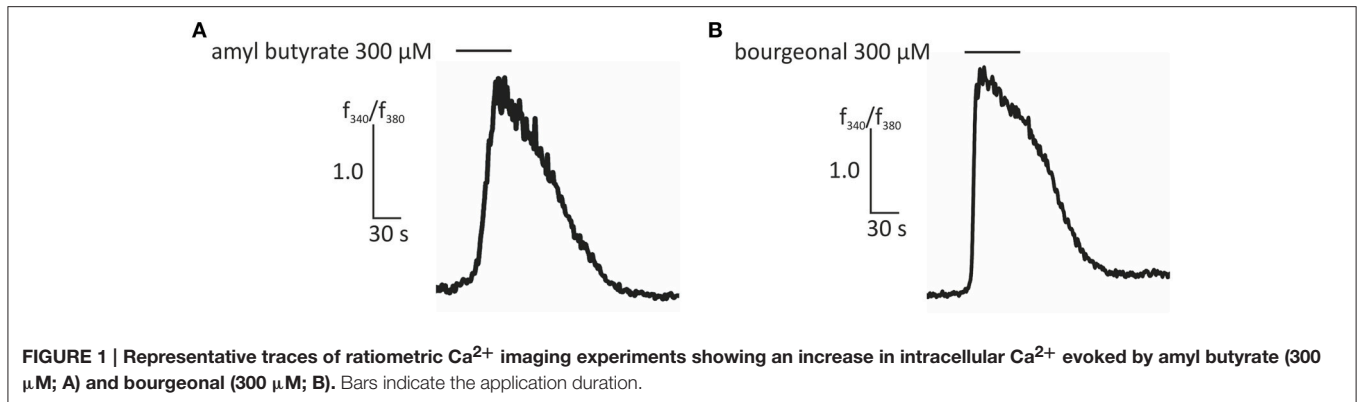 A
amyl butyrate 300 μM
f340/f380
1.0
30 s
B
bourgeonal 300 μM
f340/f380
1.0
30 s
FIGURE 1 | Representative traces of ratiometric Ca2+ imaging experiments showing an increase in intracellular Ca2+ evoked by amyl butyrate (300
μM; A) and bourgeonal (300 μM; B). Bars indicate the application duration.